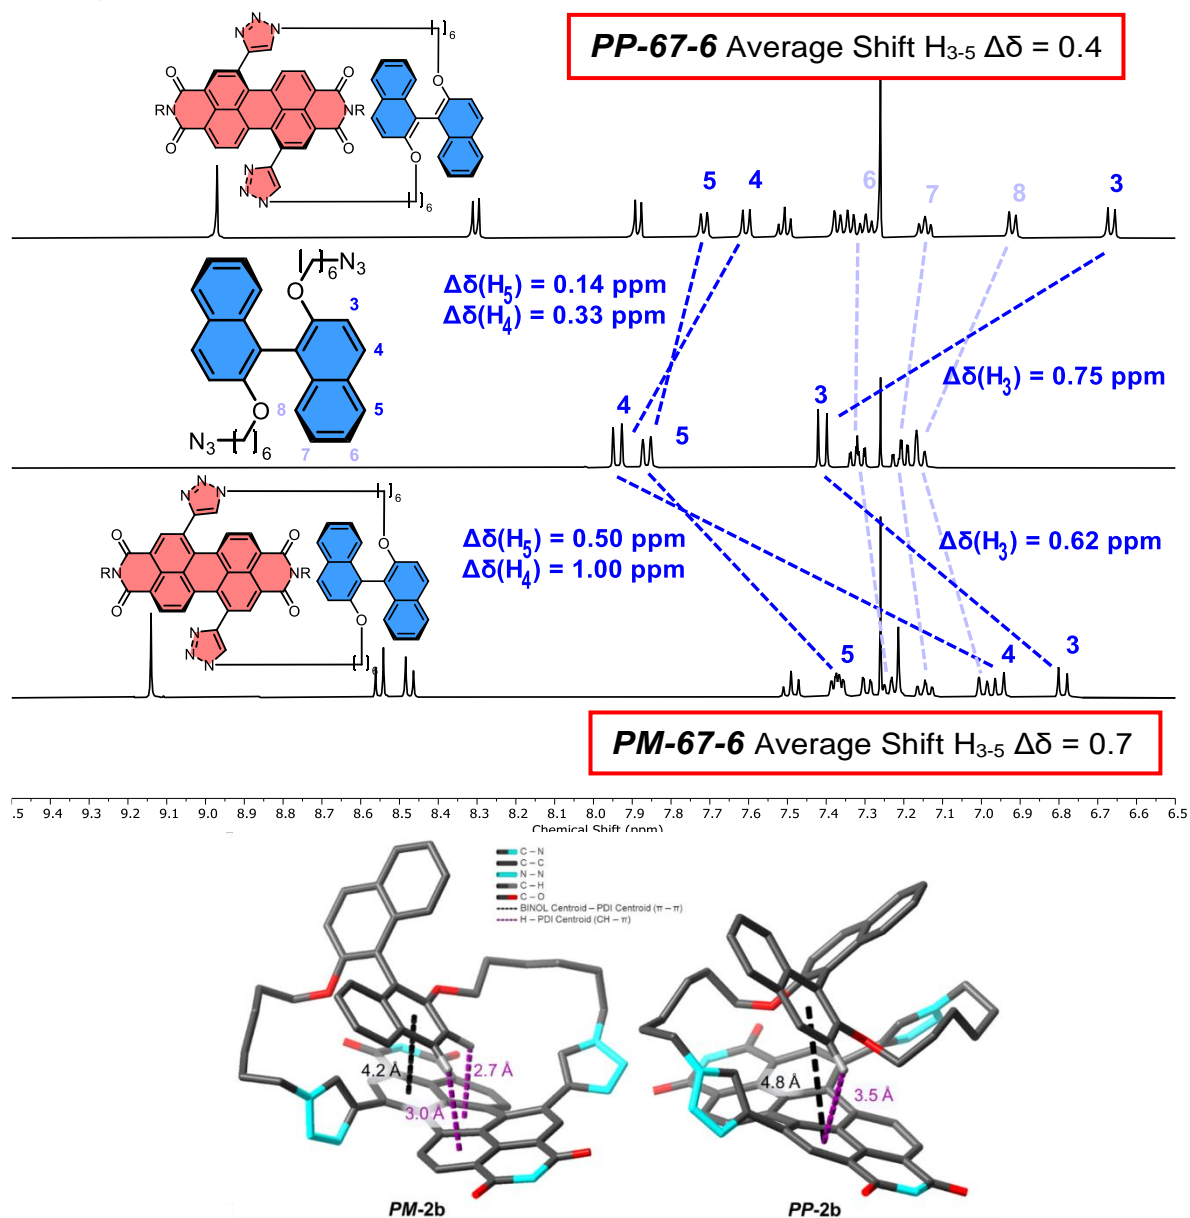 PP-67-6 Average Shift H3-5 Δδ = 0.4
N N N
6
O O
RN NR
O O
O
O
N N N
6
5 4 6 7 8 3
N3
6
O
3
4
5
6
7
8
O
N3
6
Δδ(H5) = 0.14 ppm
Δδ(H4) = 0.33 ppm
Δδ(H3) = 0.75 ppm
4 5 3
N N N
6
O O
RN NR
O O
O
O
N N N
6
Δδ(H5) = 0.50 ppm
Δδ(H4) = 1.00 ppm
Δδ(H3) = 0.62 ppm
5 4 3
PM-67-6 Average Shift H3-5 Δδ = 0.7
.5 9.4 9.3 9.2 9.1 9.0 8.9 8.8 8.7 8.6 8.5 8.4 8.3 8.2 8.1 8.0 7.9 7.8 7.7 7.6 7.5 7.4 7.3 7.2 7.1 7.0 6.9 6.8 6.7 6.6 6.5
Chemical Shift (ppm)
C – N
C – C
N – N
C – H
C – O
BINOL Centroid – PDI Centroid (π – π)
H – PDI Centroid (CH – π)
4.2 Å
2.7 Å
3.0 Å
4.8 Å
3.5 Å
PM-2b
PP-2b